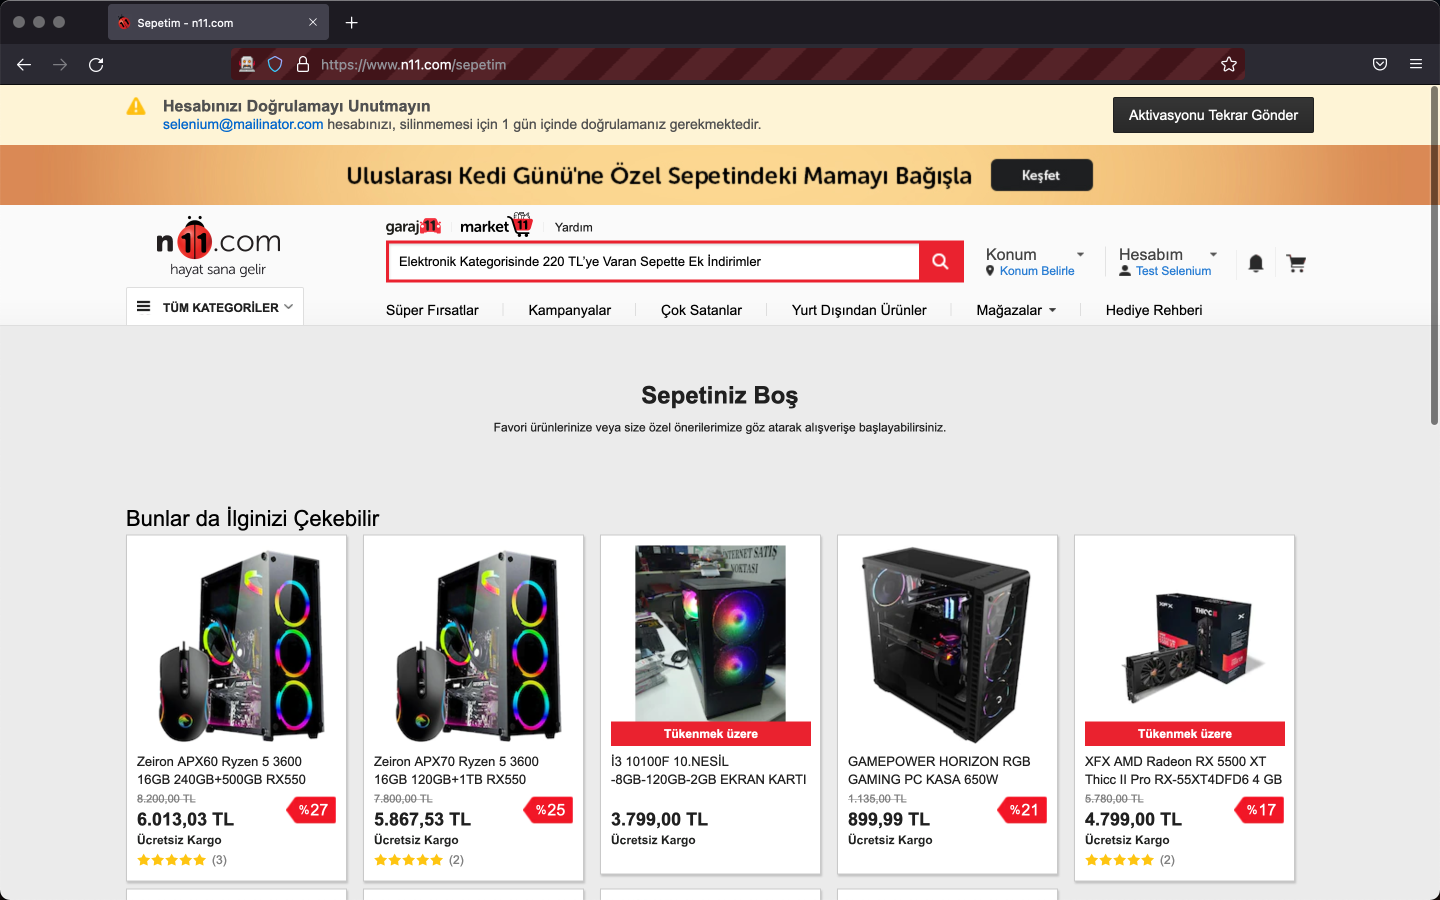 Sepetim - n11.com
https://www.n11.com/sepetim
Hesabınızı Doğrulamayı Unutmayın
selenium@mailinator.com hesabınızı, silinmemesi için 1 gün içinde doğrulamanız gerekmektedir.
Aktivasyonu Tekrar Gönder
Uluslarası Kedi Günü'ne Özel Sepetindeki Mamayı Bağışla
Keşfet
n11.com
hayat sana gelir
garaj11
market11
Yardım
Elektronik Kategorisinde 220 TL'ye Varan Sepette Ek İndirimler
Konum
Konum Belirle
Hesabım
Test Selenium
TÜM KATEGORİLER
Süper Fırsatlar
Kampanyalar
Çok Satanlar
Yurt Dışından Ürünler
Mağazalar
Hediye Rehberi
Sepetiniz Boş
Favori ürünlerinize veya size özel önerilerimize göz atarak alışverişe başlayabilirsiniz.
Bunlar da İlginizi Çekebilir
Zeiron APX60 Ryzen 5 3600
16GB 240GB+500GB RX550
8.200,00 TL
6.013,03 TL
%27
Ücretsiz Kargo
(3)
Zeiron APX70 Ryzen 5 3600
16GB 120GB+1TB RX550
7.800,00 TL
5.867,53 TL
%25
Ücretsiz Kargo
(2)
İNTERNET SATIŞ
NOKTASI
Tükenmek üzere
İ3 10100F 10.NESİL
-8GB-120GB-2GB EKRAN KARTI
3.799,00 TL
Ücretsiz Kargo
GAMEPOWER HORIZON RGB
GAMING PC KASA 650W
1.135,00 TL
899,99 TL
%21
Ücretsiz Kargo
XFX
THICC II
Tükenmek üzere
XFX AMD Radeon RX 5500 XT
Thicc II Pro RX-55XT4DFD6 4 GB
5.780,00 TL
4.799,00 TL
%17
Ücretsiz Kargo
(2)